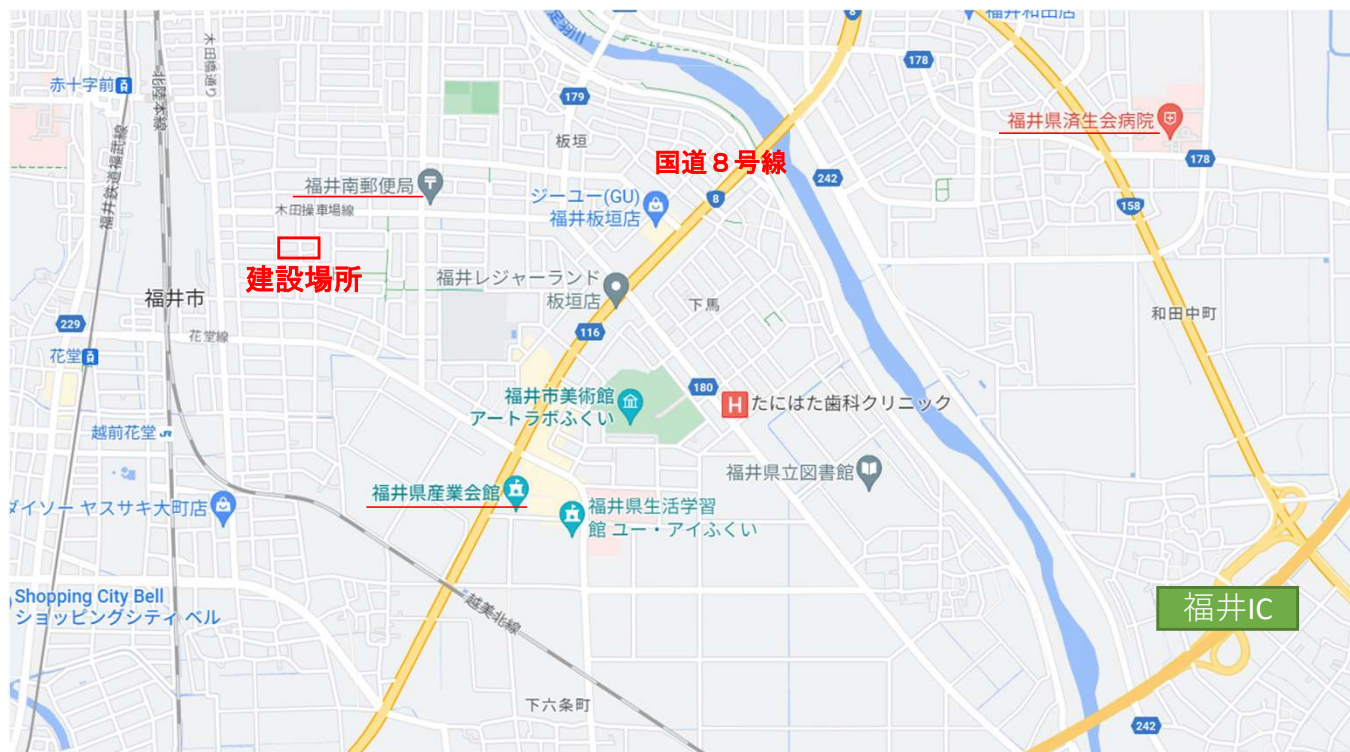 足羽川
8
福井和田店
木田橋通り
178
赤十字前
北陸本線
179
福井県済生会病院
板垣
国道8号線
178
福井鉄道福武線
福井南郵便局
242
ジーユー(GU)
福井板垣店
8
158
木田操車場線
建設場所
福井レジャーランド
板垣店
福井市
下馬
和田中町
229
花堂線
116
花堂
福井市美術館
アートラボふくい
180
H
たにはた歯科クリニック
越前花堂
JR
福井県立図書館
福井県産業会館
ダイソー ヤスサキ大町店
福井県生活学習
館 ユー・アイふくい
Shopping City Bell
ショッピングシティ ベル
越美北線
福井IC
下六条町
242